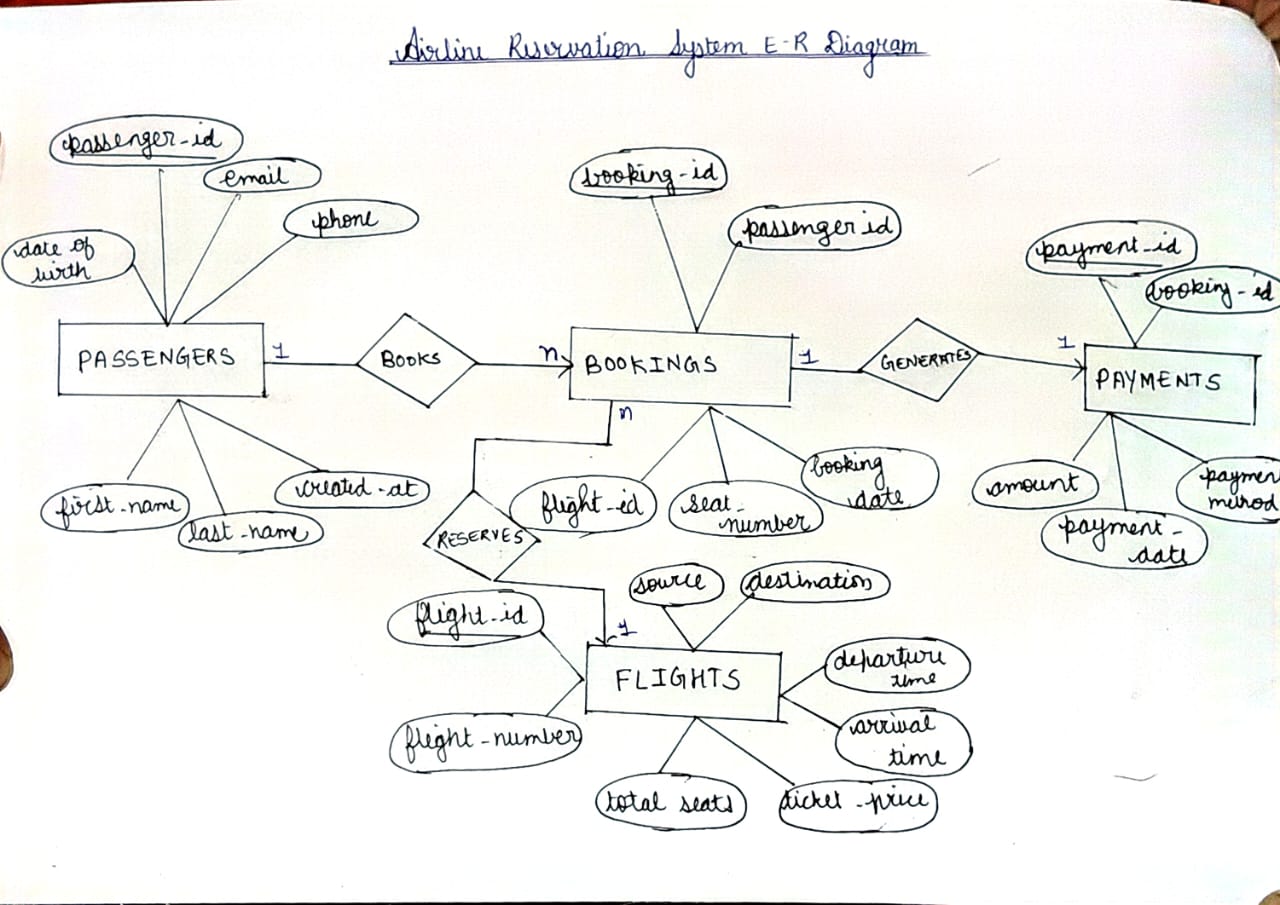 Airline Reservation System E-R Diagram
passenger-id
email
phone
date of
birth
PASSENGERS
1
BOOKS
n
first-name
last-name
created-at
booking-id
passenger id
BOOKINGS
1
GENERATES
1
n
flight-id
seat-
number
booking
date
payment-id
booking-id
PAYMENTS
amount
payment-
date
paymen
method
RESERVES
1
source
destination
flight-id
FLIGHTS
flight-number
departure
time
arrival
time
total seats
ticket-price